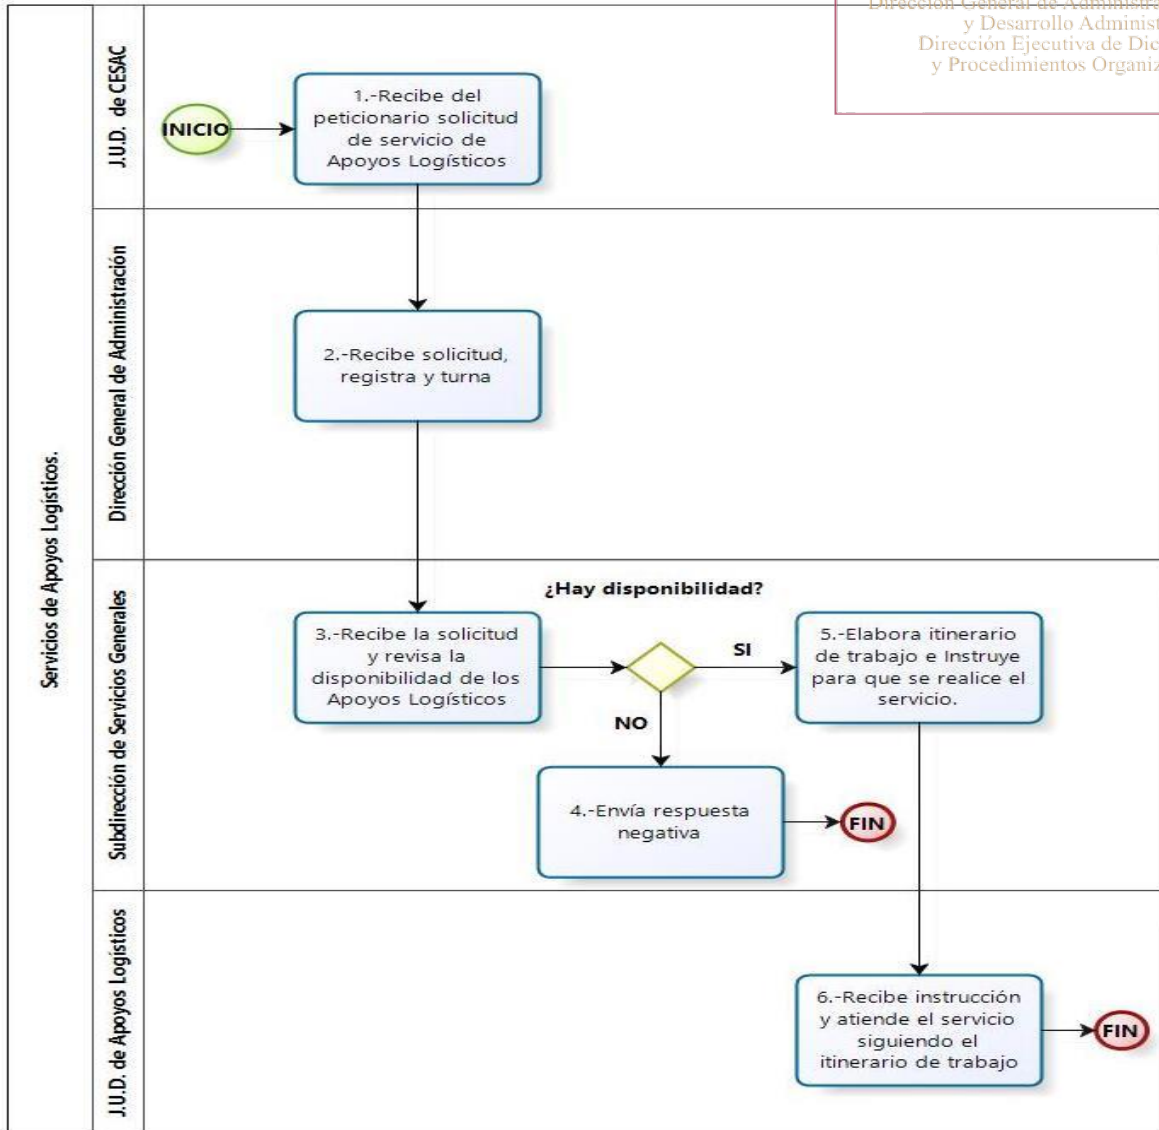 Dirección General de
y Desarrollo
Dirección Ejecutiva de
y Procedimientos
Servicios de Apoyos Logísticos.
J.U.D. de CESAC
INICIO
1.-Recibe del
peticionario solicitud
de servicio de
Apoyos Logísticos
Dirección General de Administración
2.-Recibe solicitud,
registra y turna
Subdirección de Servicios Generales
¿Hay disponibilidad?
3.-Recibe la solicitud
y revisa la
disponibilidad de los
Apoyos Logísticos
SI
NO
5.-Elabora itinerario
de trabajo e Instruye
para que se realice el
servicio.
4.-Envía respuesta
negativa
FIN
J.U.D. de Apoyos Logísticos
6.-Recibe instrucción
y atiende el servicio
siguiendo el
itinerario de trabajo
FIN